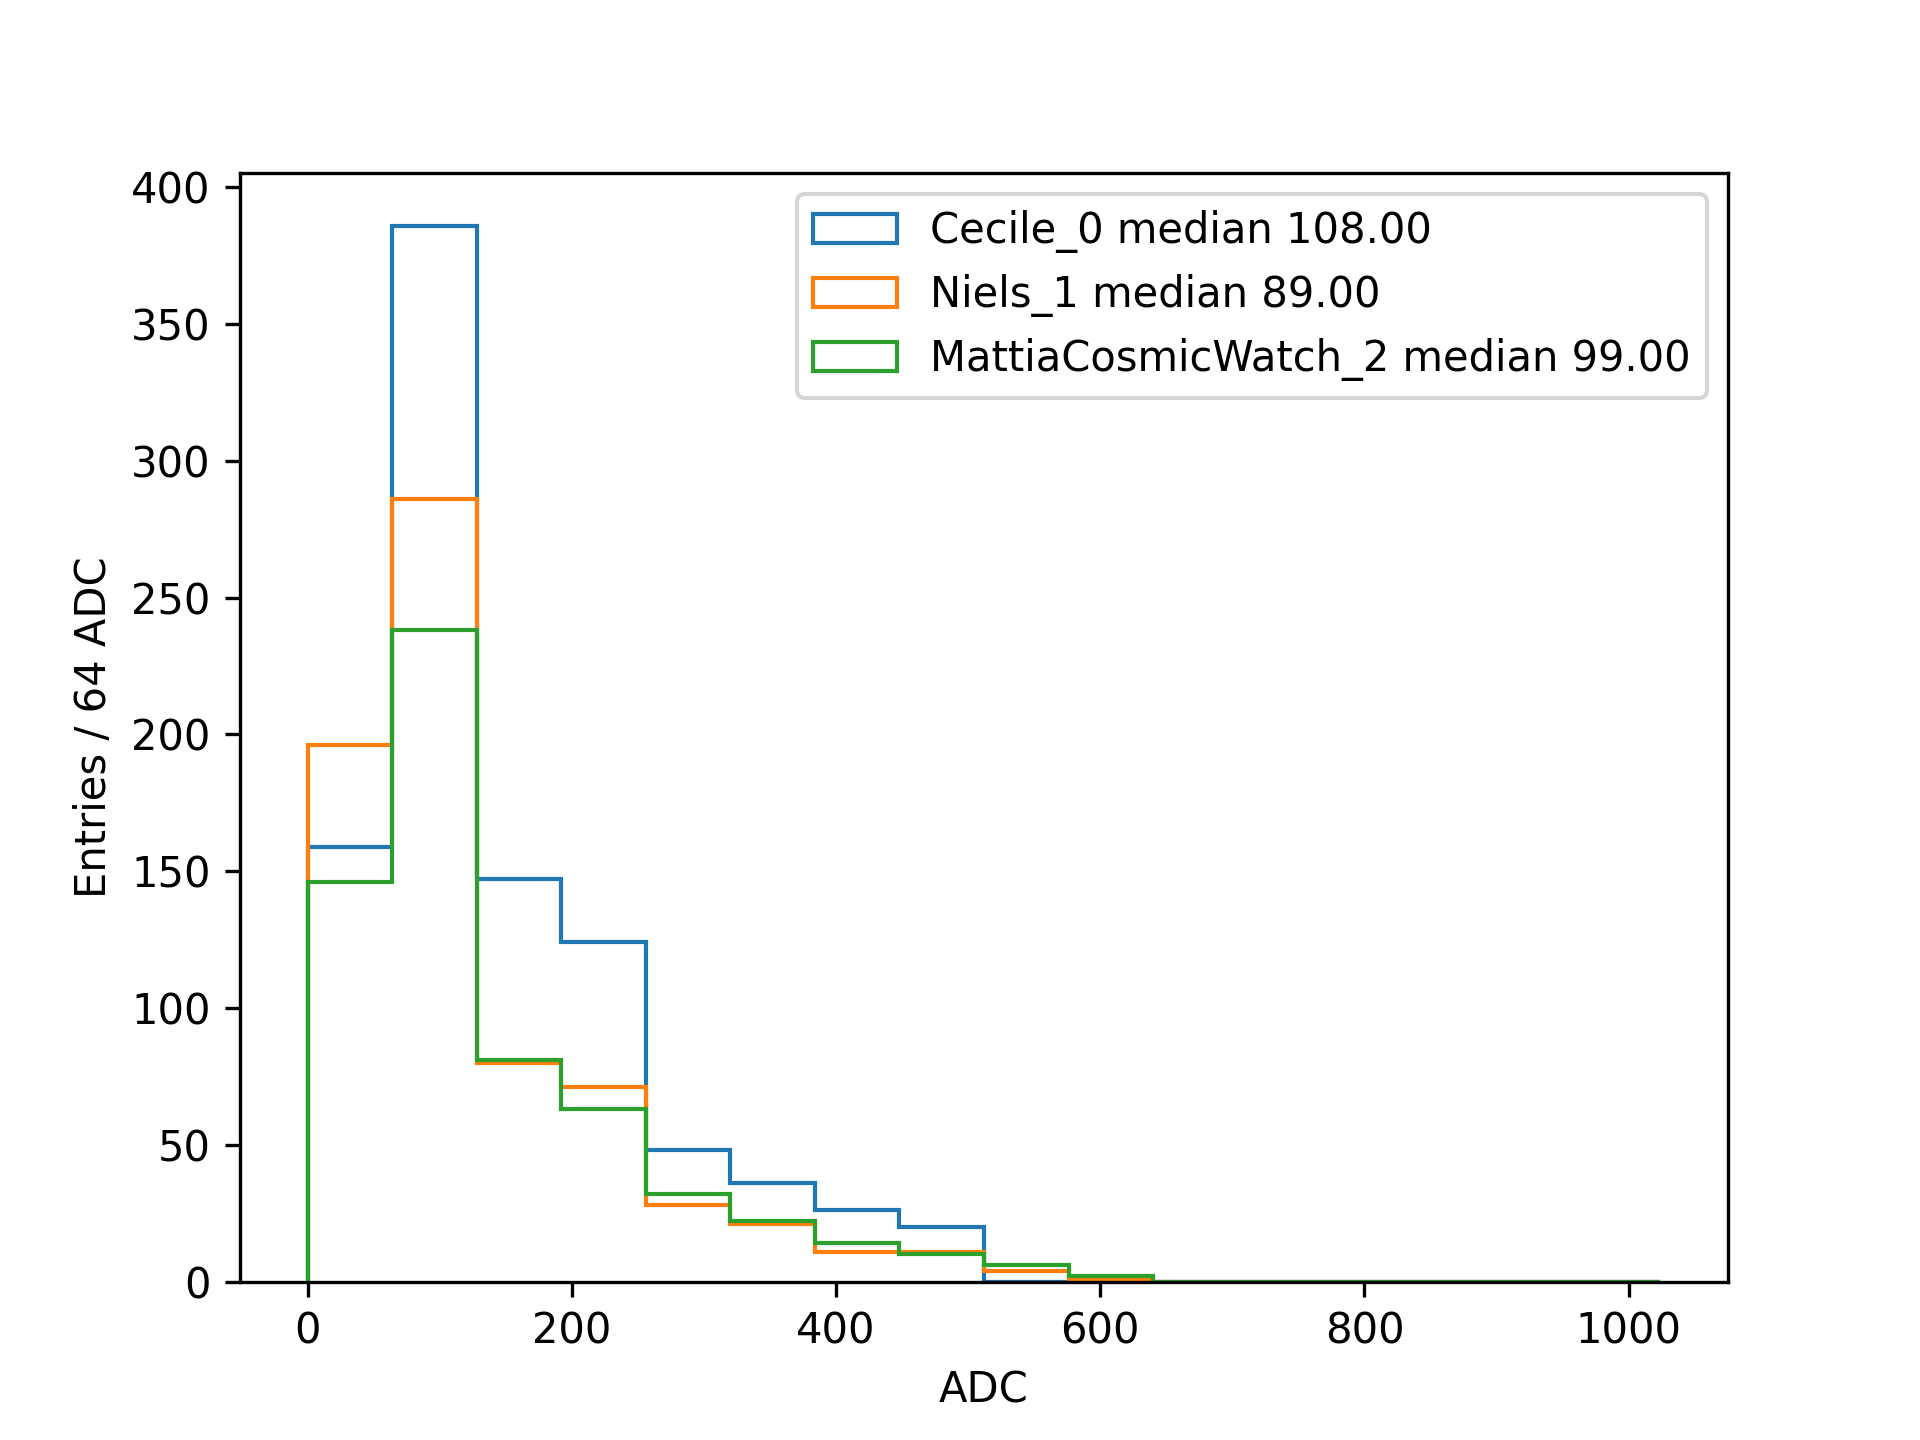 400
350
300
250
200
150
100
50
0
Entries / 64 ADC
Cecile_0 median 108.00
Niels_1 median 89.00
MattiaCosmicWatch_2 median 99.00
0 200 400 600 800 1000
ADC